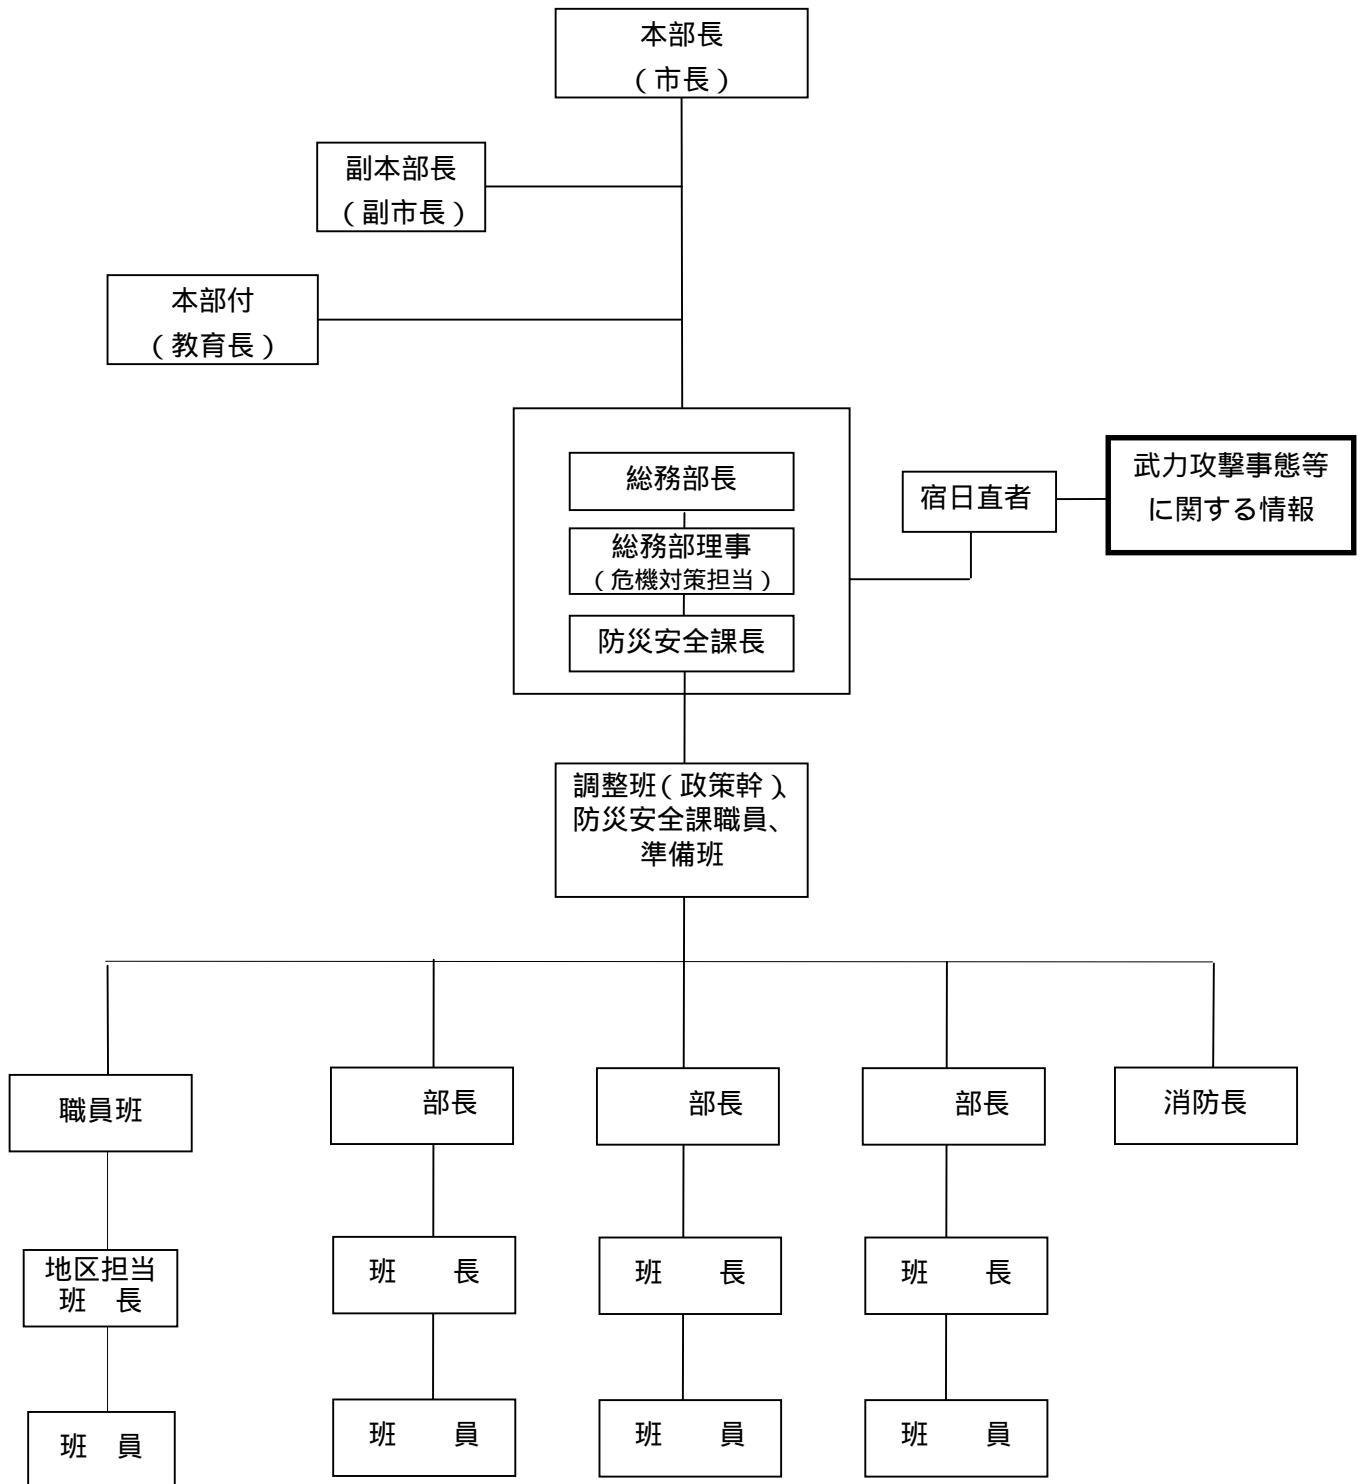 本部長
（市長）
副本部長
（副市長）
本部付
（教育長）
総務部長
総務部理事
（危機対策担当）
防災安全課長
宿日直者
武力攻撃事態等
に関する情報
調整班（政策幹）、
防災安全課職員、
準備班
職員班
部長
部長
部長
消防長
地区担当
班　長
班　　長
班　　長
班　　長
班　員
班　　員
班　　員
班　　員